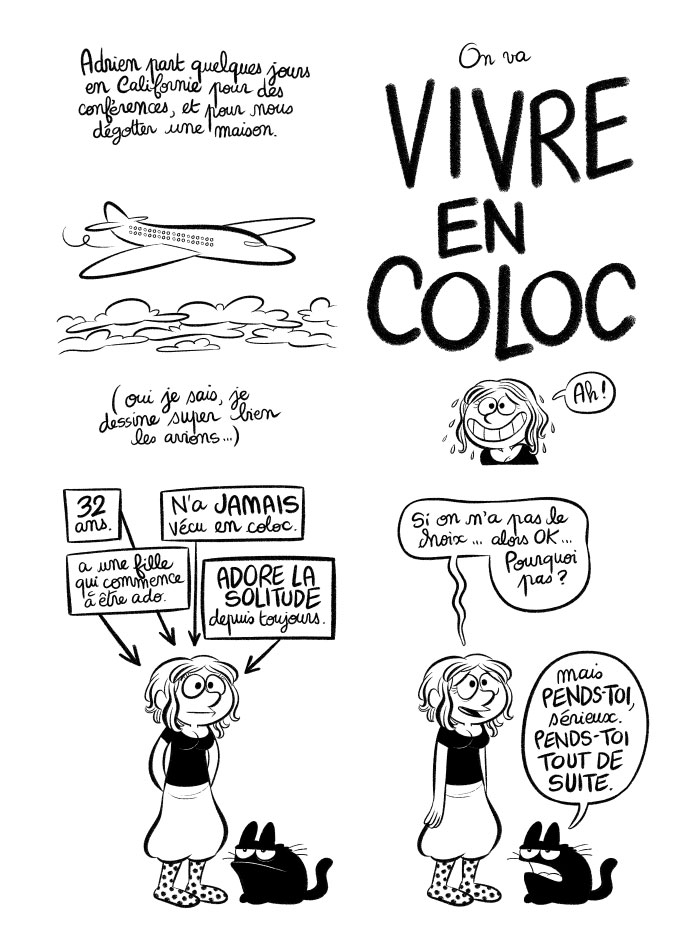 Adrien part quelques jours
en Californie pour des
conférences, et pour nous
dégotter une maison.
(oui je sais, je
dessine super bien
les avions...)
On va
VIVRE
EN
COLOC
Ah!
32
ans.
N'a JAMAIS
vécu en coloc.
a une fille
qui commence
à être ado.
ADORE LA
SOLITUDE
depuis toujours.
Si on n'a pas le
choix... alors OK...
Pourquoi
pas?
mais
PENDS-TOI,
sérieux.
PENDS-TOI
TOUT DE
SUITE.